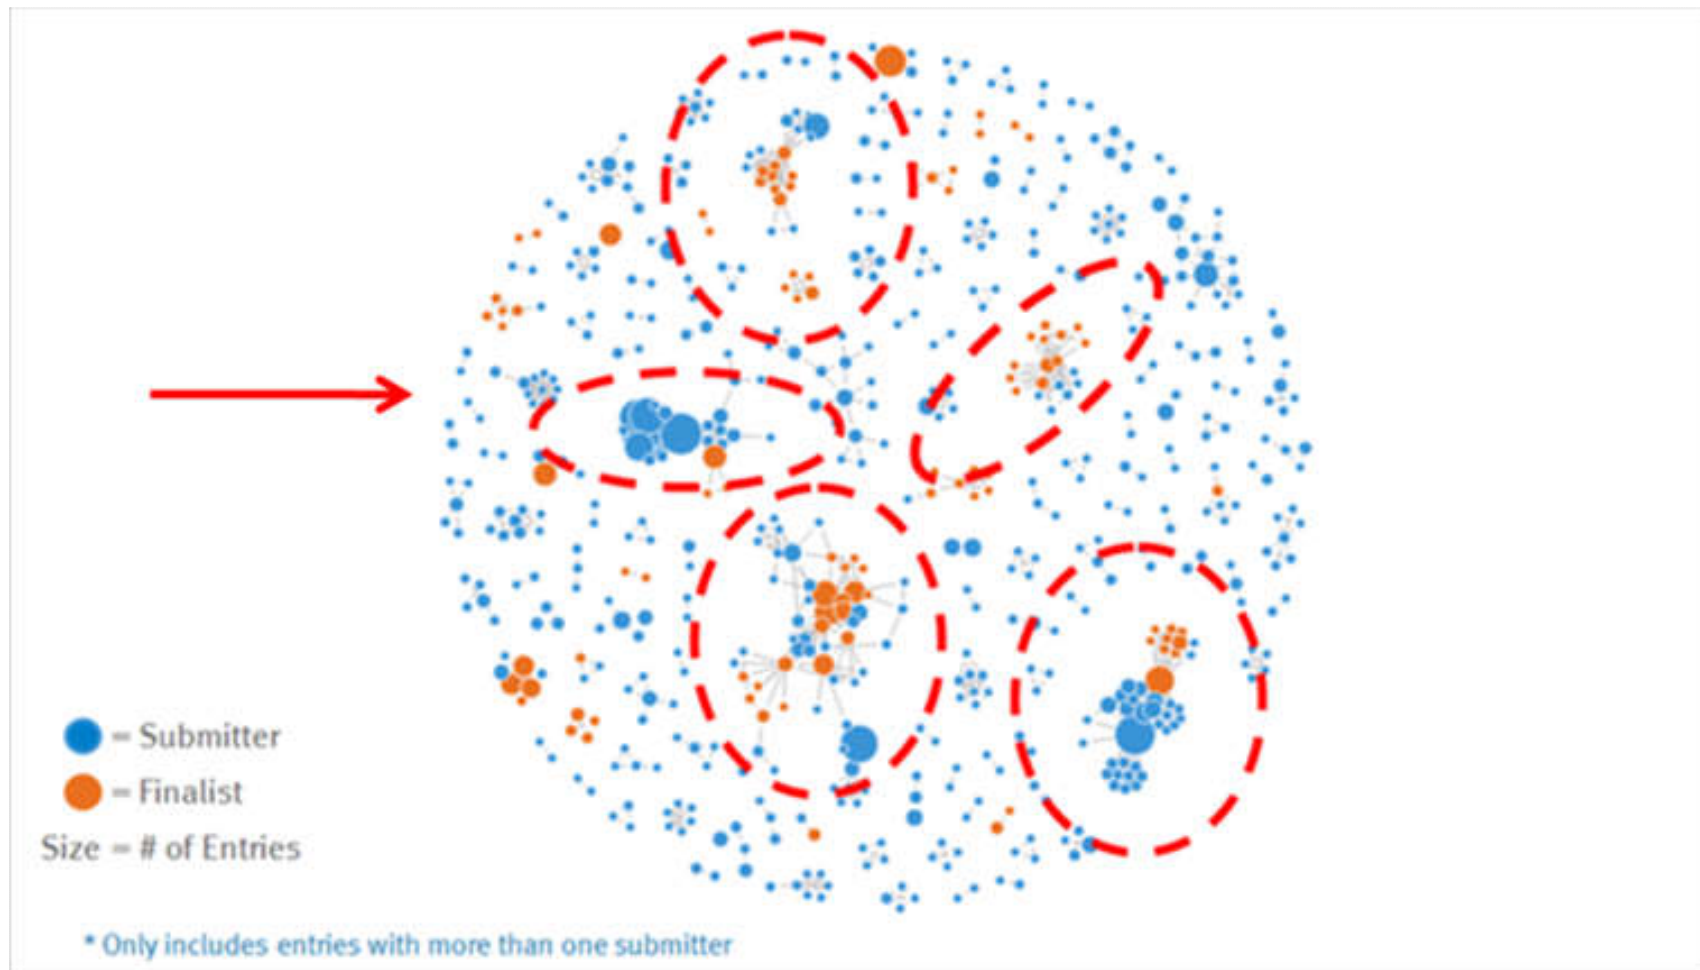 = Submitter
= Finalist
Size = # of Entries
* Only includes entries with more than one submitter